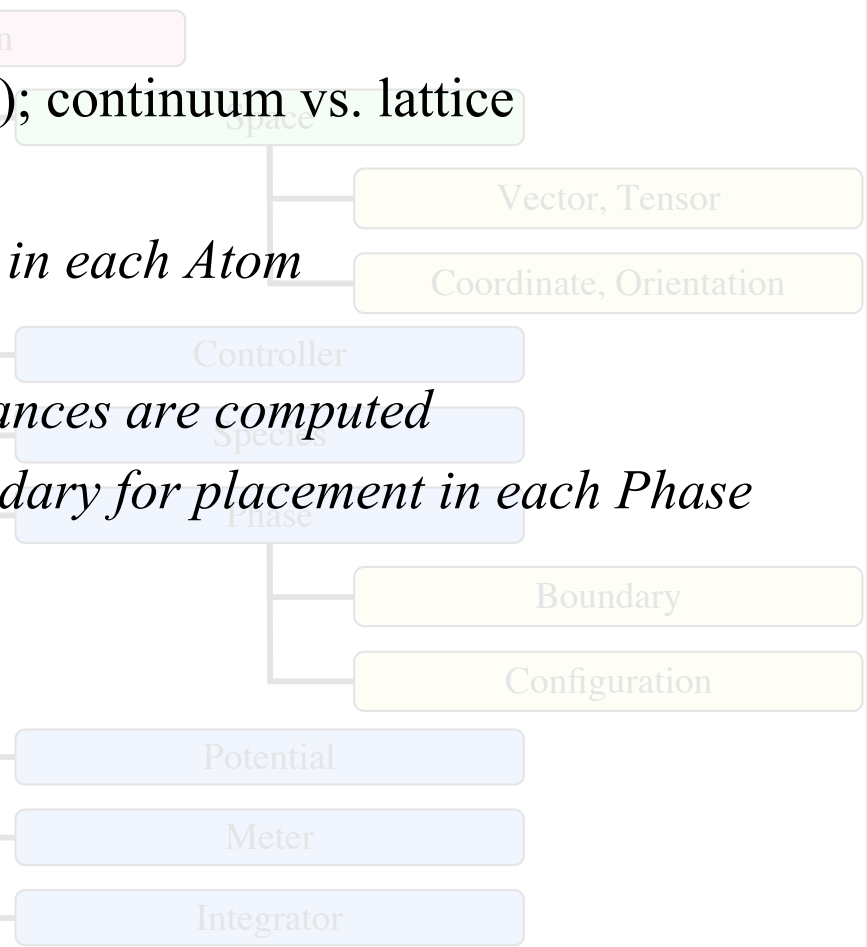 n
); continuum vs. lattice
Space
Vector, Tensor
in each Atom
Coordinate, Orientation
Controller
ances are computed
Species
dary for placement in each Phase
Phase
Boundary
Configuration
Potential
Meter
Integrator